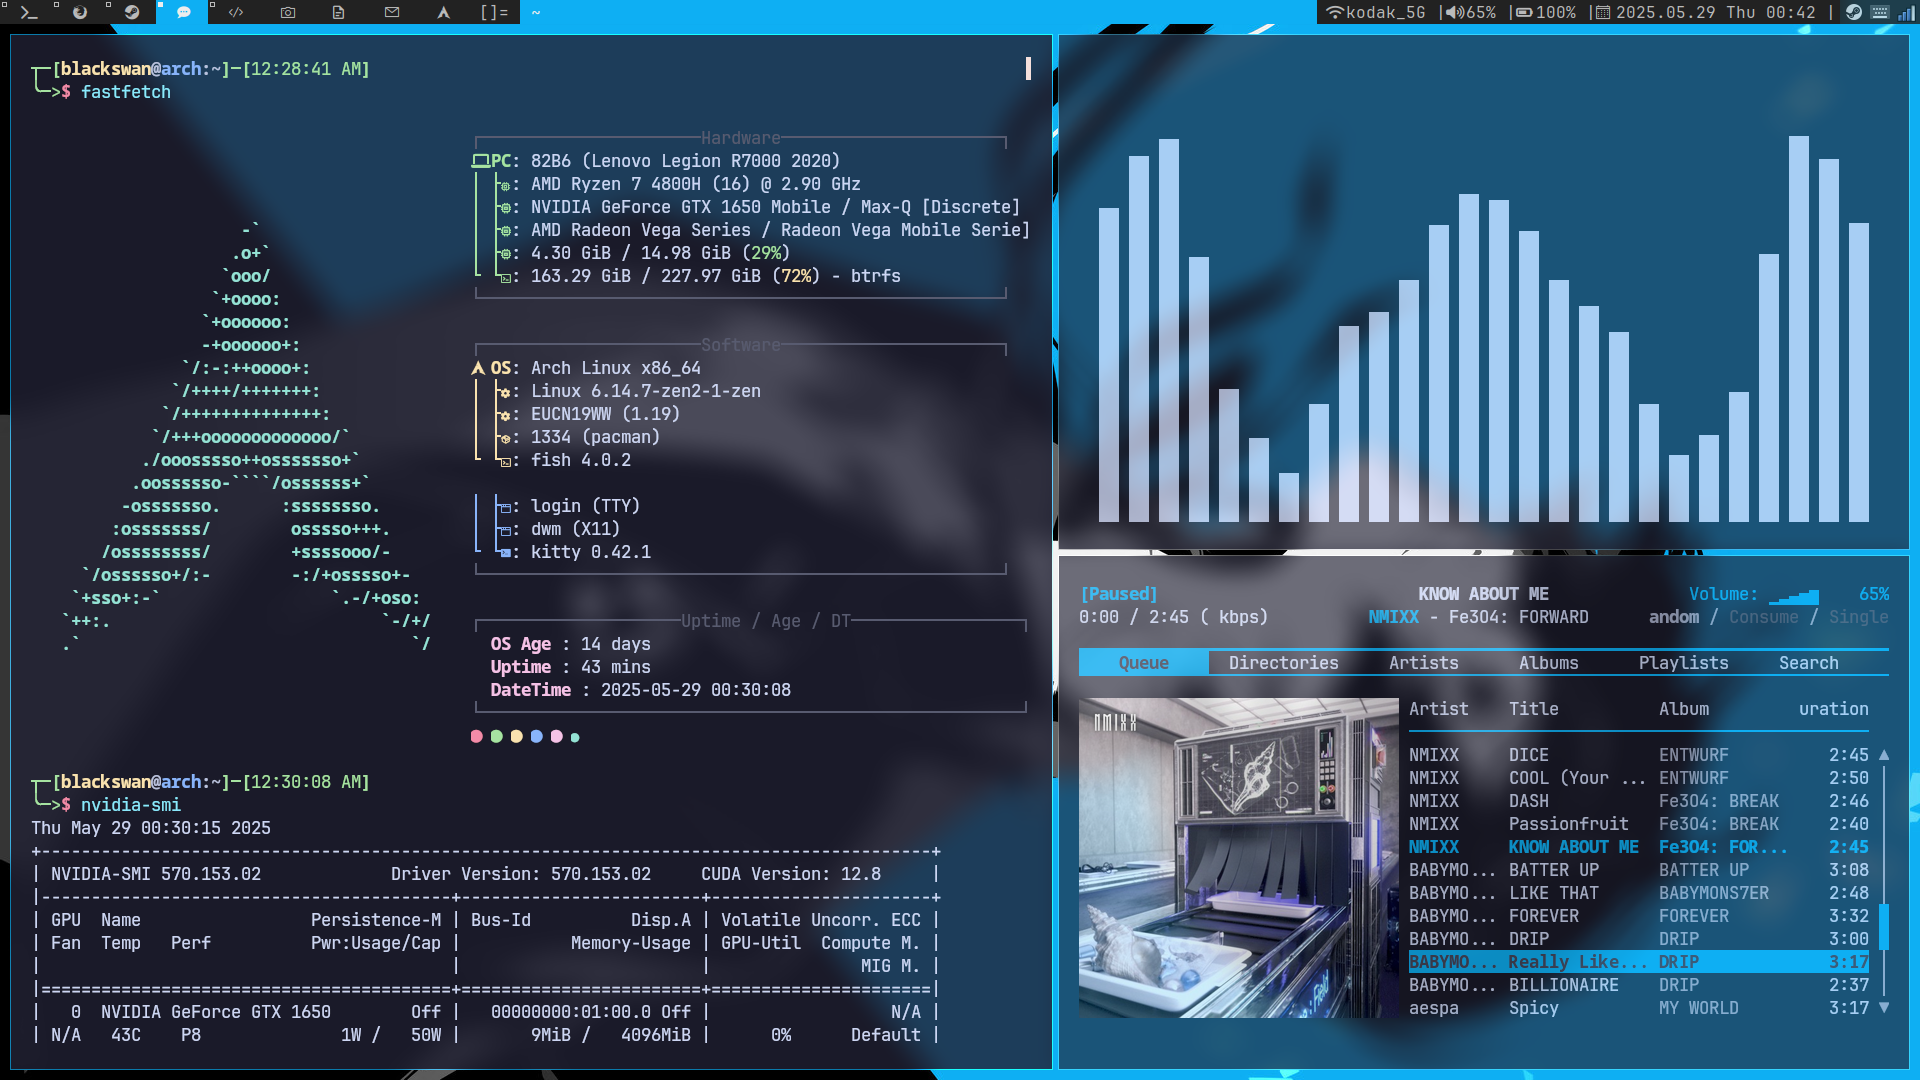 []=
~
kodak_5G | 65% | 100% | 2025.05.29 Thu 00:42 |
[blackswan@arch:~]-[12:28:41 AM]
>$ fastfetch
Hardware
PC: 82B6 (Lenovo Legion R7000 2020)
: AMD Ryzen 7 4800H (16) @ 2.90 GHz
: NVIDIA GeForce GTX 1650 Mobile / Max-Q [Discrete]
: AMD Radeon Vega Series / Radeon Vega Mobile Serie]
: 4.30 GiB / 14.98 GiB (29%)
: 163.29 GiB / 227.97 GiB (72%) - btrfs
Software
OS: Arch Linux x86_64
: Linux 6.14.7-zen2-1-zen
: EUCN19WW (1.19)
: 1334 (pacman)
: fish 4.0.2
: login (TTY)
: dwm (X11)
: kitty 0.42.1
Uptime / Age / DT
OS Age : 14 days
Uptime : 43 mins
DateTime : 2025-05-29 00:30:08
-`
.o+`
`ooo/
`+oooo:
`+oooooo:
-+oooooo+:
`/:-:++oooo+:
`/++++/+++++++:
`/++++++++++++++:
`/+++ooooooooooooo/`
./ooosssso++osssssso+`
.oossssso-````/ossssss+`
-osssssso. :ssssssso.
:osssssss/ osssso+++.
/ossssssss/ +ssssooo/-
`/ossssso+/:- -:/+osssso+-
`+sso+:-` `.-/+oso:
`++:. `-/+/
.` `/
[blackswan@arch:~]-[12:30:08 AM]
>$ nvidia-smi
Thu May 29 00:30:15 2025
+-----------------------------------------------------------------------------------------+
| NVIDIA-SMI 570.153.02 Driver Version: 570.153.02 CUDA Version: 12.8 |
|-----------------------------------------+------------------------+----------------------+
| GPU Name Persistence-M | Bus-Id Disp.A | Volatile Uncorr. ECC |
| Fan Temp Perf Pwr:Usage/Cap | Memory-Usage | GPU-Util Compute M. |
| | | MIG M. |
|=========================================+========================+======================|
| 0 NVIDIA GeForce GTX 1650 Off | 00000000:01:00.0 Off | N/A |
| N/A 43C P8 1W / 50W | 9MiB / 4096MiB | 0% Default |
[Paused] KNOW ABOUT ME Volume: 65%
0:00 / 2:45 ( kbps) NMIXX - Fe3O4: FORWARD andom / Consume / Single
Queue Directories Artists Albums Playlists Search
NMIXX
Artist Title Album uration
NMIXX DICE ENTWURF 2:45
NMIXX COOL (Your ... ENTWURF 2:50
NMIXX DASH Fe3O4: BREAK 2:46
NMIXX Passionfruit Fe3O4: BREAK 2:40
NMIXX KNOW ABOUT ME Fe3O4: FOR... 2:45
BABYMO... BATTER UP BATTER UP 3:08
BABYMO... LIKE THAT BABYMONS7ER 2:48
BABYMO... FOREVER FOREVER 3:32
BABYMO... DRIP DRIP 3:00
BABYMO... Really Like... DRIP 3:17
BABYMO... BILLIONAIRE DRIP 2:37
aespa Spicy MY WORLD 3:17